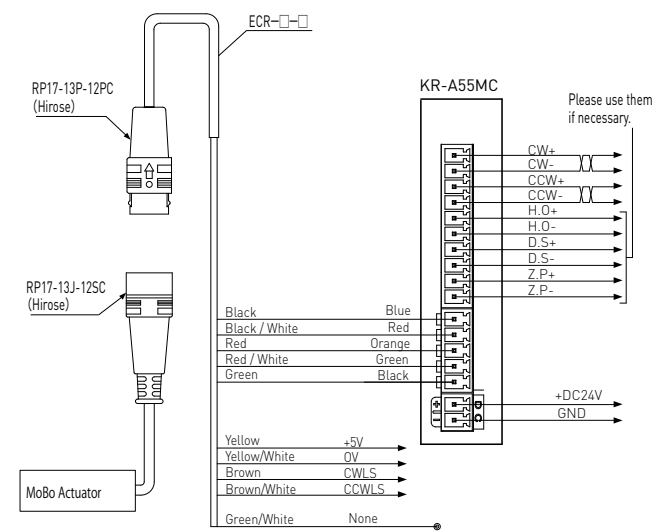 ECR-□-□
RP17-13P-12PC
(Hirose)
KR-A55MC
Please use them
if necessary.
CW+
CW-
CCW+
CCW-
H.O+
H.O-
D.S+
D.S-
Z.P+
Z.P-
RP17-13J-12SC
(Hirose)
Black Blue
Black / White Red
Red Orange
Red / White Green
Green Black
+ D +DC24V
- C GND
Yellow +5V
Yellow/White 0V
Brown CWLS
Brown/White CCWLS
MoBo Actuator
Green/White None